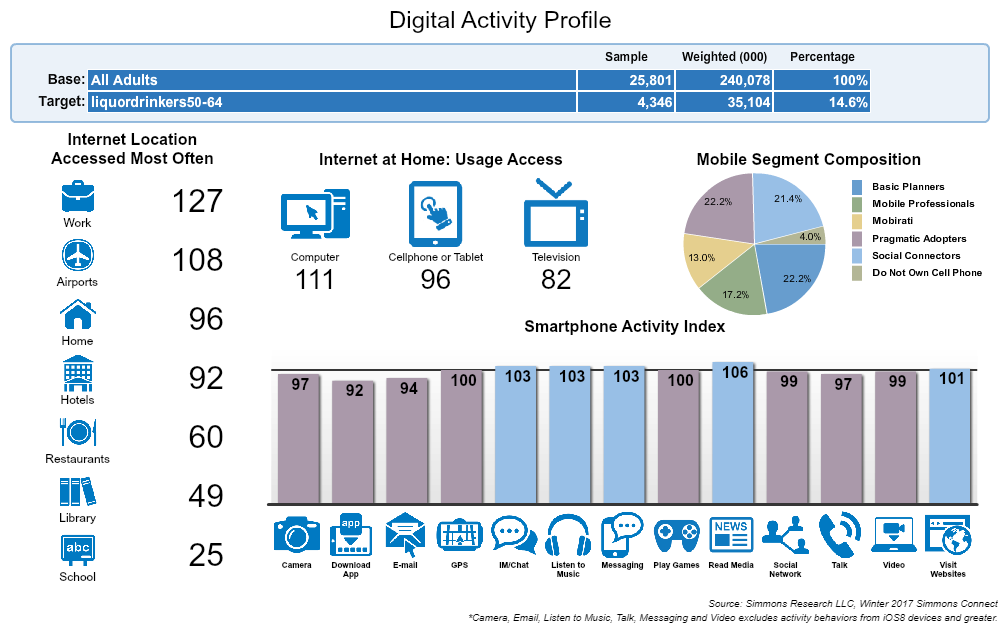 Digital Activity Profile
Sample Weighted (000) Percentage
Base: All Adults 25,801 240,078 100%
Target: liquordrinkers50-64 4,346 35,104 14.6%
Internet Location
Accessed Most Often
Work 127
Airports 108
Home 96
Hotels 92
Restaurants 60
Library 49
abc
School 25
Internet at Home: Usage Access
Computer Cellphone or Tablet Television
111 96 82
Mobile Segment Composition
22.2% 21.4% 4.0% 13.0% 17.2% 22.2%
Basic Planners
Mobile Professionals
Mobirati
Pragmatic Adopters
Social Connectors
Do Not Own Cell Phone
Smartphone Activity Index
97 92 94 100 103 103 103 100 106 99 97 99 101
app NEWS
Camera
Download
App
E-mail
GPS
IM/Chat
Listen to
Music
Messaging
Play Games
Read Media
Social
Network
Talk
Video
Visit
Websites
Source: Simmons Research LLC, Winter 2017 Simmons Connect
*Camera, Email, Listen to Music, Talk, Messaging and Video excludes activity behaviors from iOS8 devices and greater.